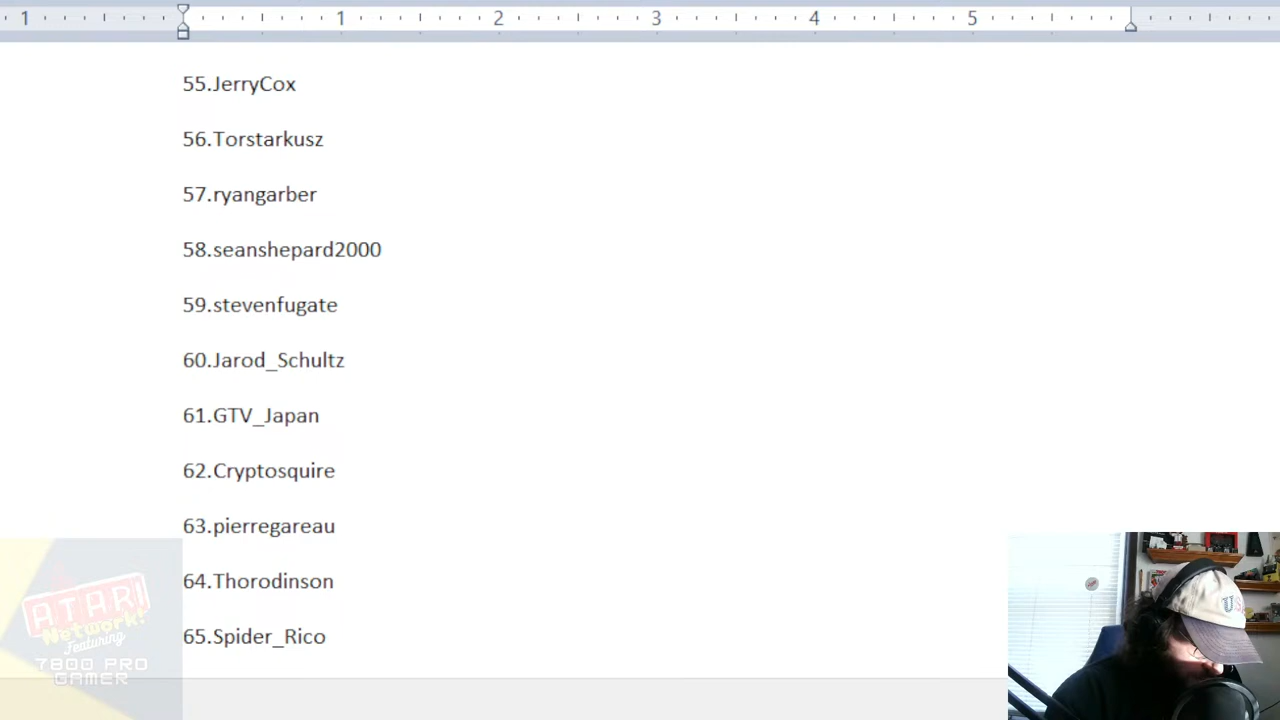 1 1 2 3 4 5
55.JerryCox
56.Torstarkusz
57.ryangarber
58.seanshepard2000
59.stevenfugate
60.Jarod_Schultz
61.GTV_Japan
62.Cryptosquire
63.pierregareau
64.Thorodinson
65.Spider_Rico
ATARI
Network!
Featuring
7800 PRO
GAMER